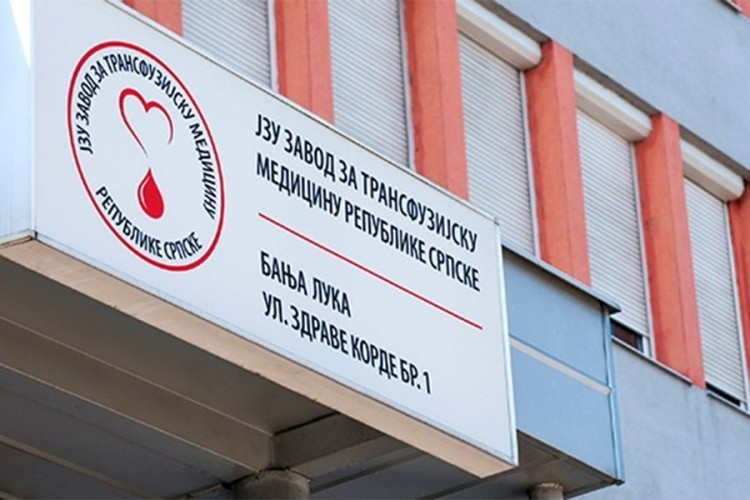 ЈЗУ ЗАВОД ЗА ТРАНСФУЗИЈСКУ МЕДИЦИНУ
РЕПУБЛИКЕ СРПСКЕ
ЈЗУ ЗАВОД ЗА ТРАНСФУЗИЈСКУ
МЕДИЦИНУ РЕПУБЛИКЕ СРПСКЕ
БАЊА ЛУКА
УЛ. ЗДРАВЕ КОРДЕ БР. 1